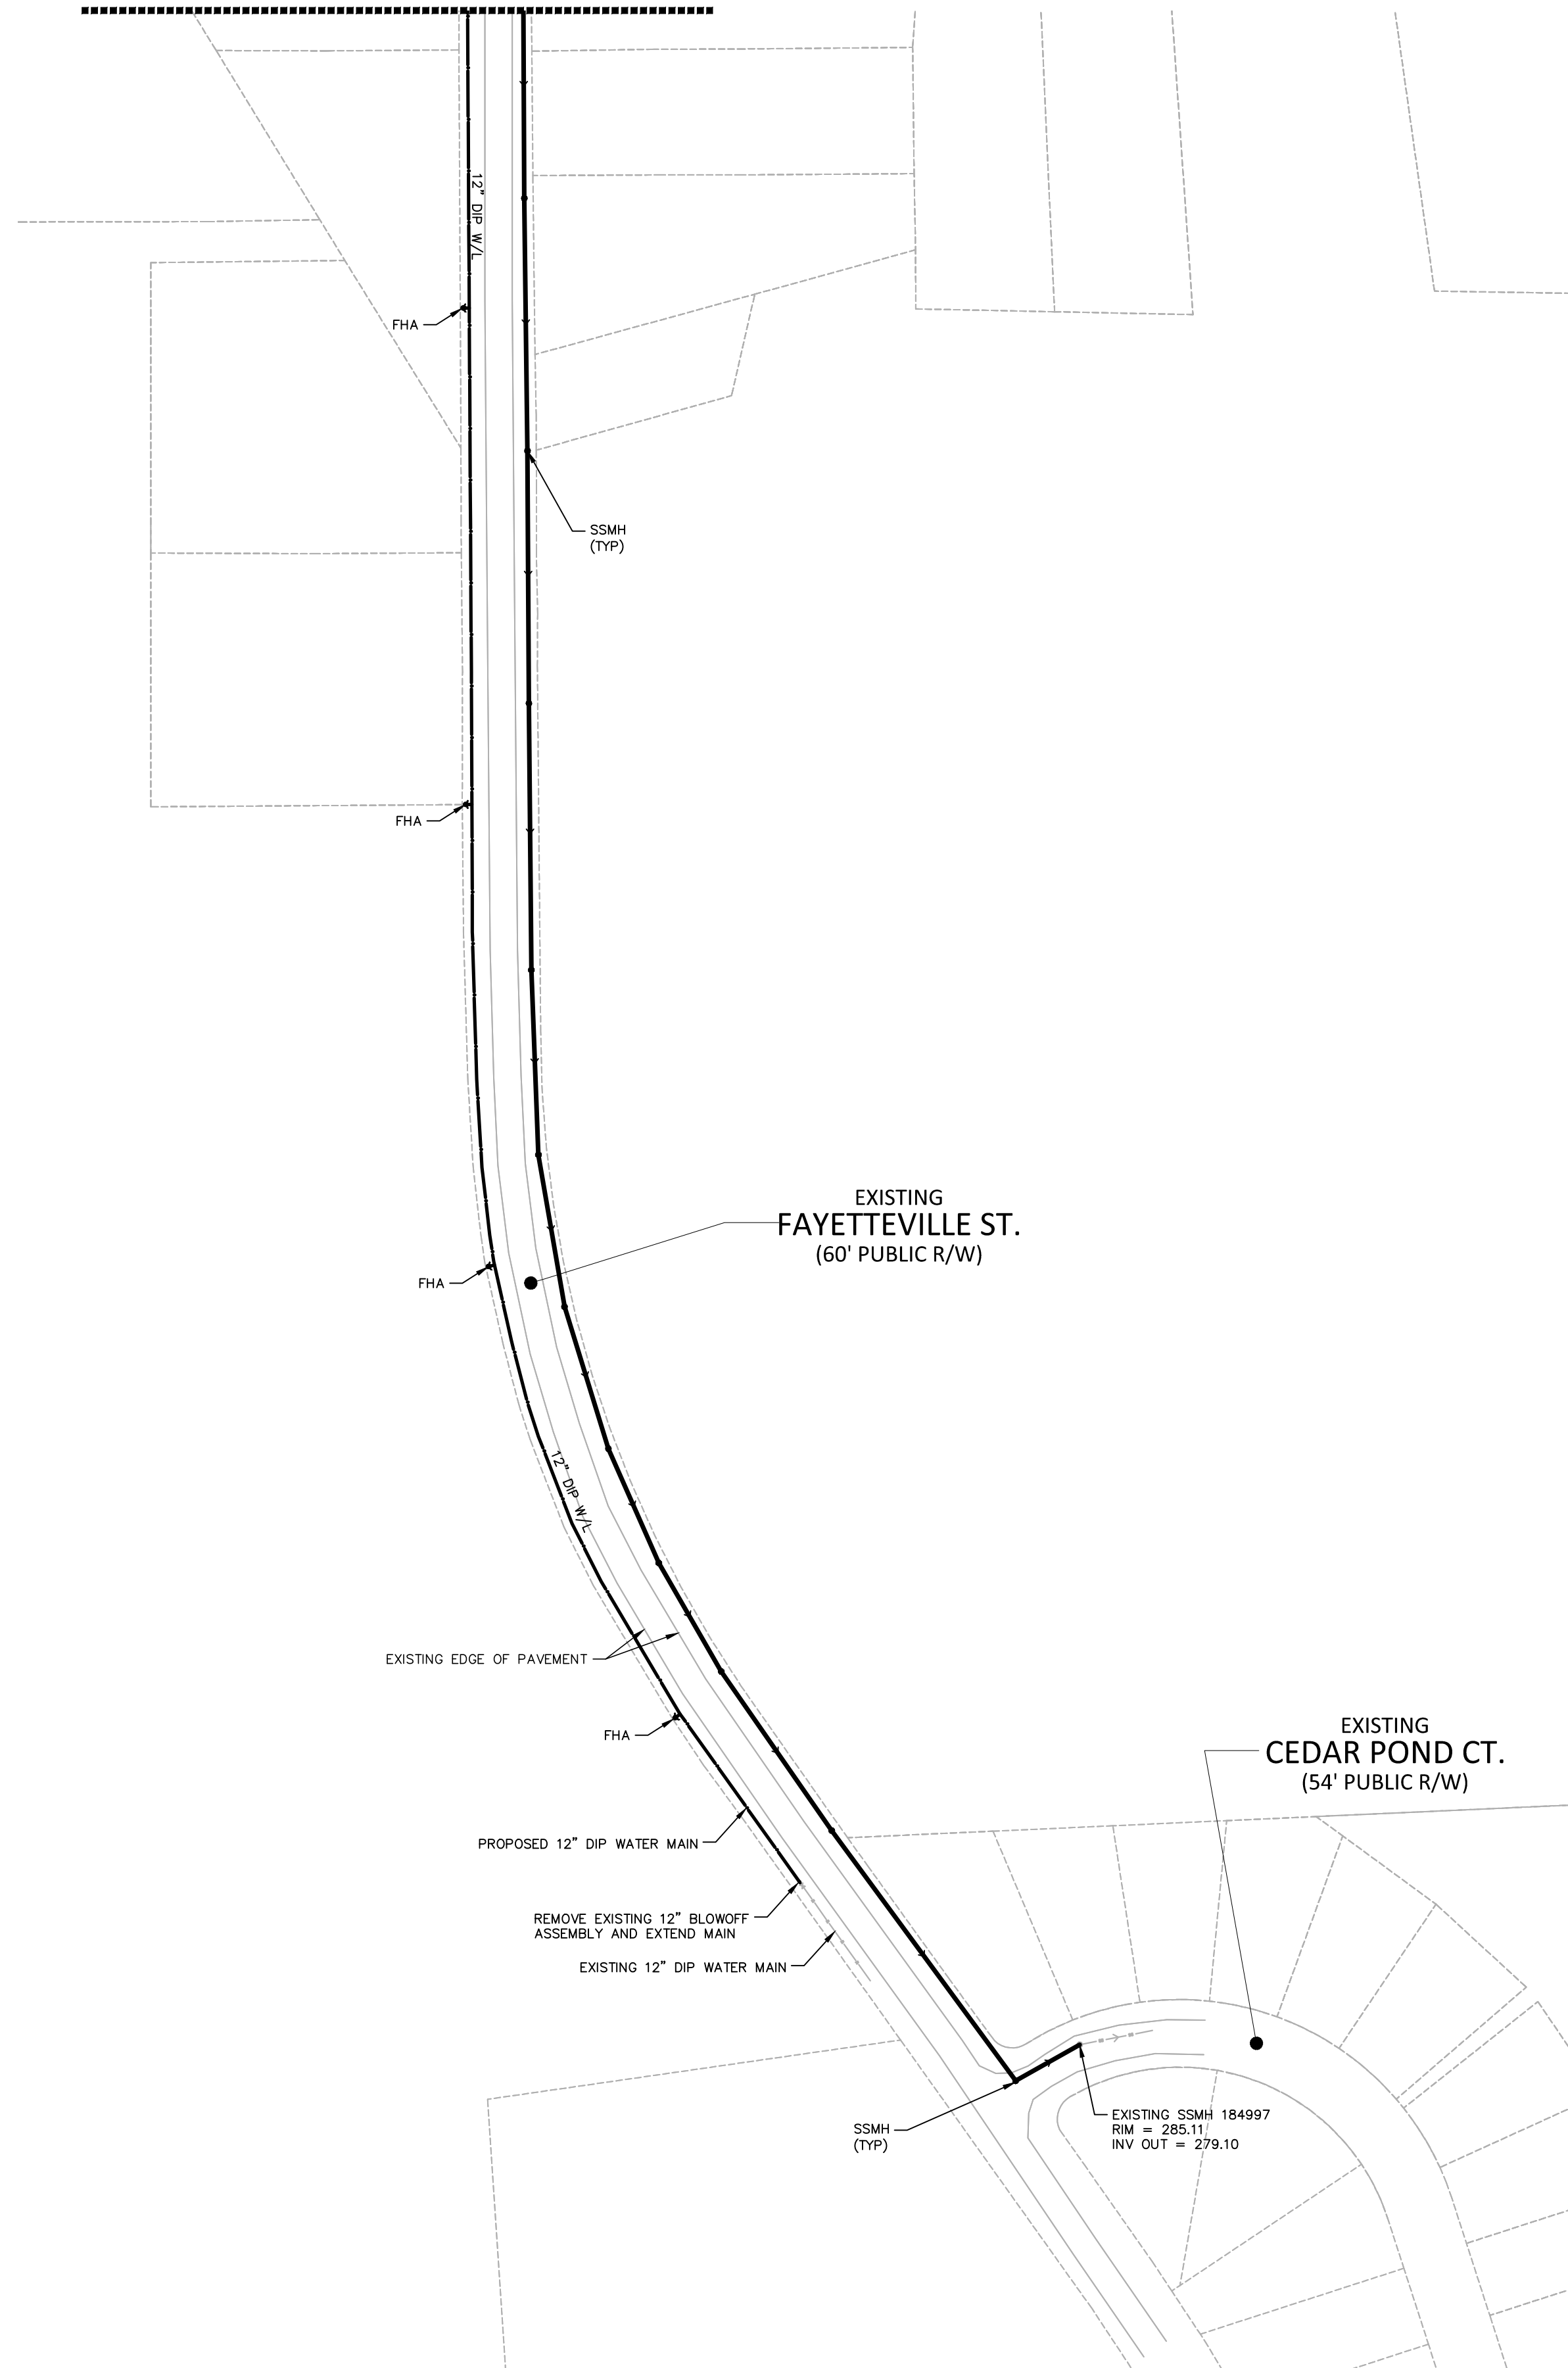 12" DIP W/L
FHA
SSMH
(TYP)
FHA
EXISTING
FAYETTEVILLE ST.
(60' PUBLIC R/W)
FHA
12" DIP W/L
EXISTING EDGE OF PAVEMENT
FHA
EXISTING
CEDAR POND CT.
(54' PUBLIC R/W)
PROPOSED 12" DIP WATER MAIN
REMOVE EXISTING 12" BLOWOFF
ASSEMBLY AND EXTEND MAIN
EXISTING 12" DIP WATER MAIN
SSMH
(TYP)
EXISTING SSMH 184997
RIM = 285.11
INV OUT = 279.10